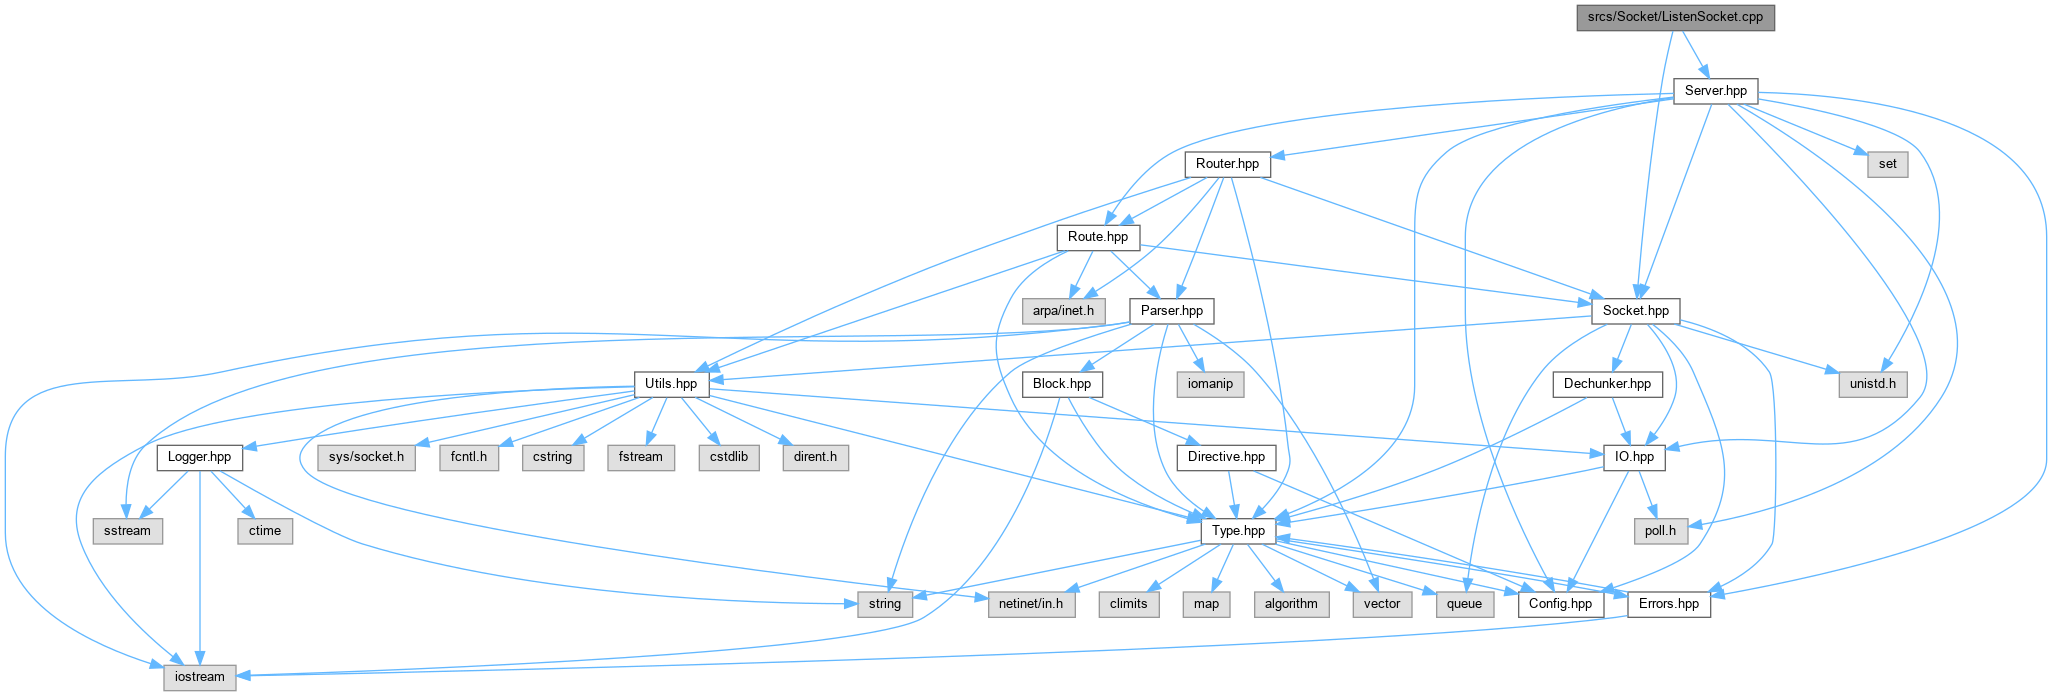 srcs/Socket/ListenSocket.cpp
Server.hpp
Router.hpp
set
Route.hpp
arpa/inet.h
Parser.hpp
Socket.hpp
Utils.hpp
Block.hpp
iomanip
Dechunker.hpp
unistd.h
Logger.hpp
sys/socket.h
fcntl.h
cstring
fstream
cstdlib
dirent.h
Directive.hpp
IO.hpp
sstream
ctime
Type.hpp
poll.h
string
netinet/in.h
climits
map
algorithm
vector
queue
Config.hpp
Errors.hpp
iostream